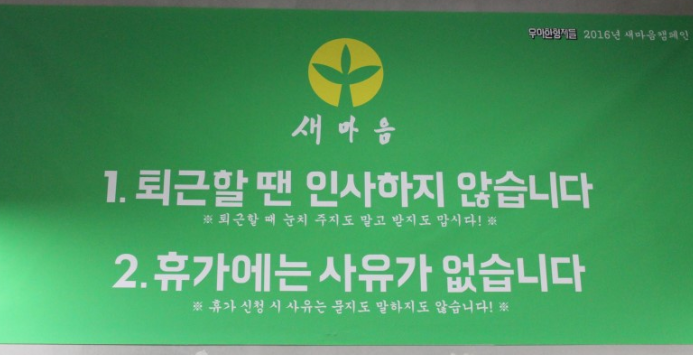 우아한형제들 2016년 새마음캠페인
새마음
1. 퇴근할 땐 인사하지 않습니다
※ 퇴근할 때 눈치 주지도 말고 받지도 맙시다! ※
2. 휴가에는 사유가 없습니다
※ 휴가 신청 시 사유는 묻지도 말하지도 않습니다! ※